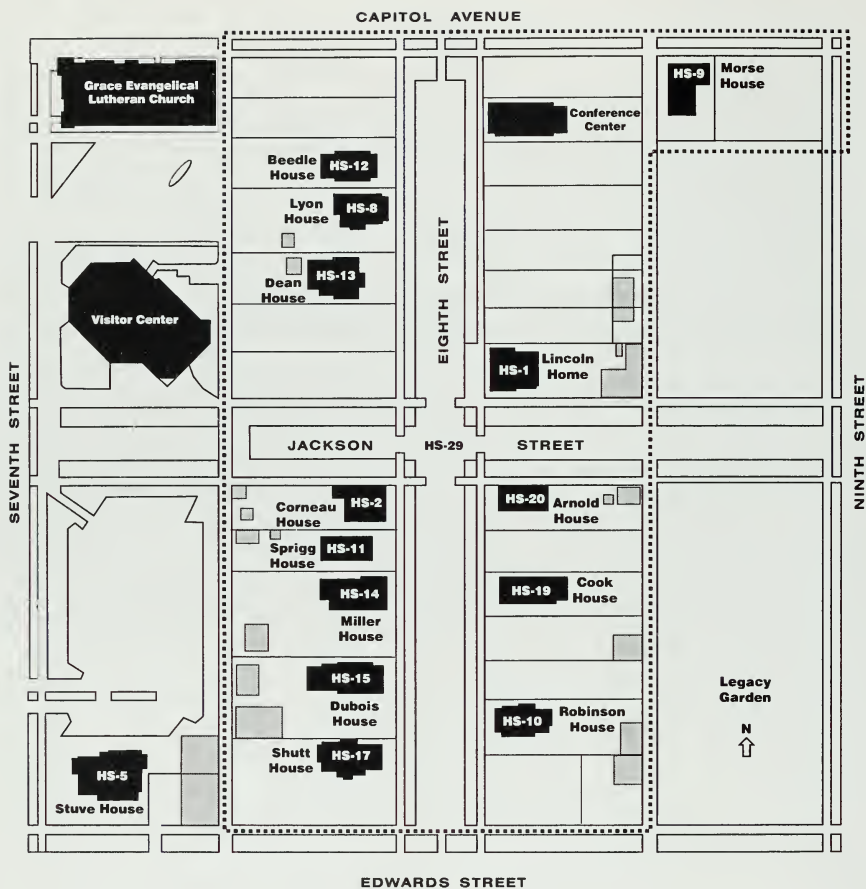 CAPITOL AVENUE
Grace Evangelical
Lutheran Church
HS-9
Morse
House
Conference
Center
Beedle
House
HS-12
Lyon
House
HS-8
Dean
House
HS-13
EIGHTH STREET
Visitor Center
HS-1
Lincoln
Home
SEVENTH STREET
JACKSON HS-29 STREET
NINTH STREET
Corneau
House
HS-2
HS-20
Arnold
House
Sprigg
House
HS-11
HS-14
Miller
House
HS-19
Cook
House
HS-15
Dubois
House
HS-10
Robinson
House
Legacy
Garden
N
Shutt
House
HS-17
HS-5
Stuve House
EDWARDS STREET